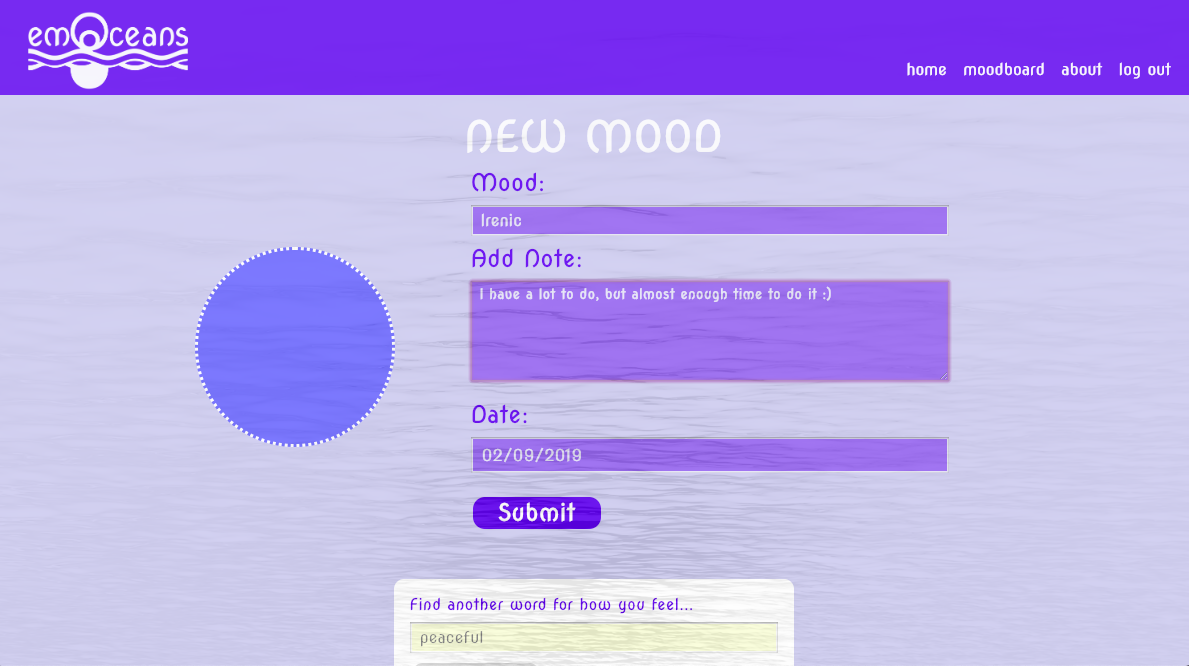 emOceans
home moodboard about log out
NEW MOOD
Mood:
Irenic
Add Note:
I have a lot to do, but almost enough time to do it :)
Date:
02/09/2019
Submit
Find another word for how you feel...
peaceful